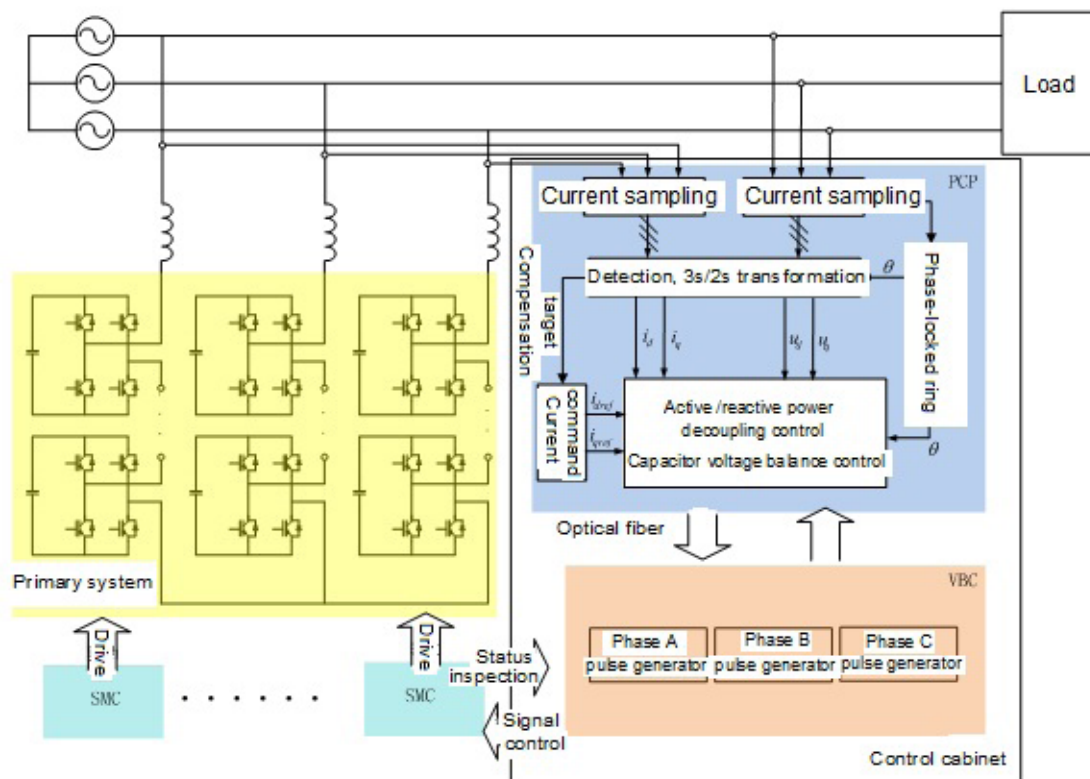 Load
PCP
Current sampling
Current sampling
Detection, 3s/2s transformation
θ
Phase-locked ring
target
Compensation
i_d
i_q
u_d
u_q
command
Current
i_dref
i_qref
Active /reactive power
decoupling control
Capacitor voltage balance control
θ
Optical fiber
Primary system
VBC
Phase A
pulse generator
Phase B
pulse generator
Phase C
pulse generator
Drive
Drive
Status
inspection
SMC
SMC
Signal
control
Control cabinet